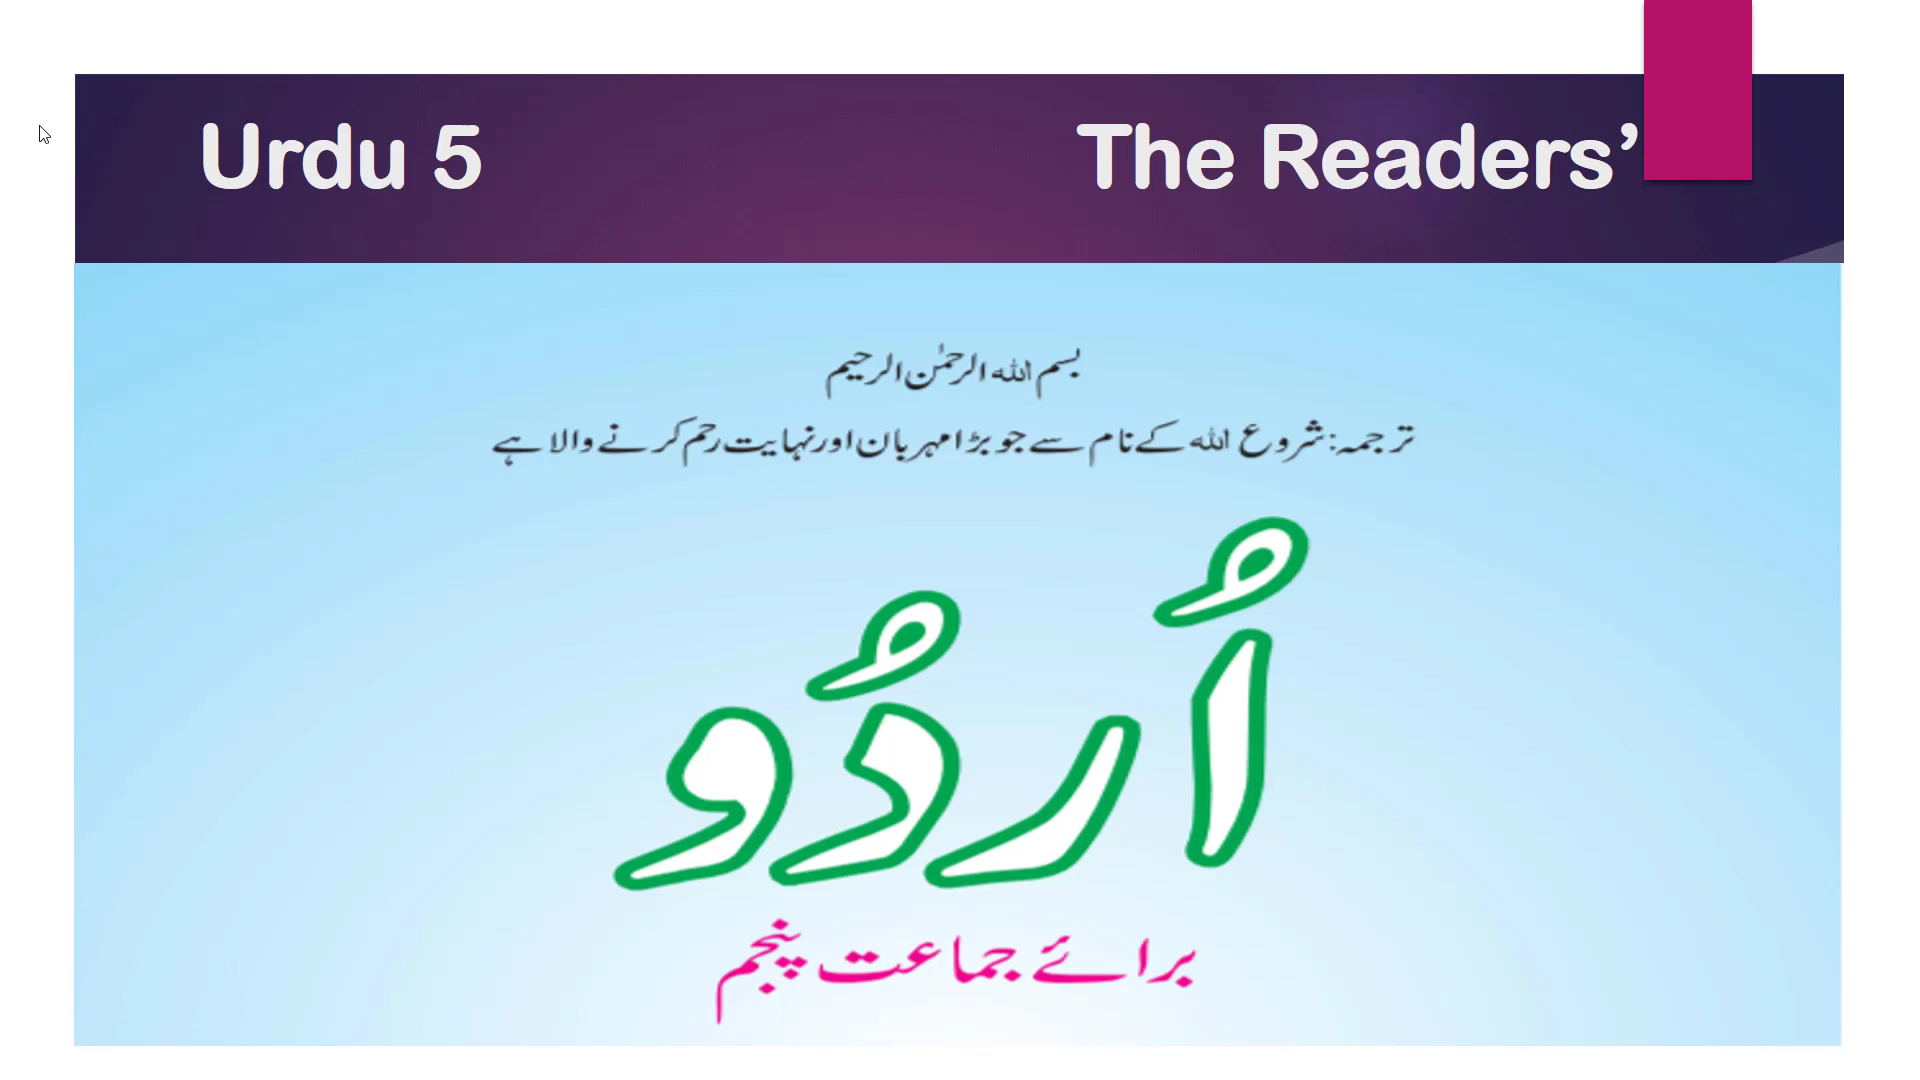 Urdu 5 The Readers’
بسم اللہ الرحمٰن الرحیم
ترجمہ: شروع اللہ کے نام سے جو بڑا مہربان اور نہایت رحم کرنے والا ہے
اُردُو
برائے جماعت پنجم